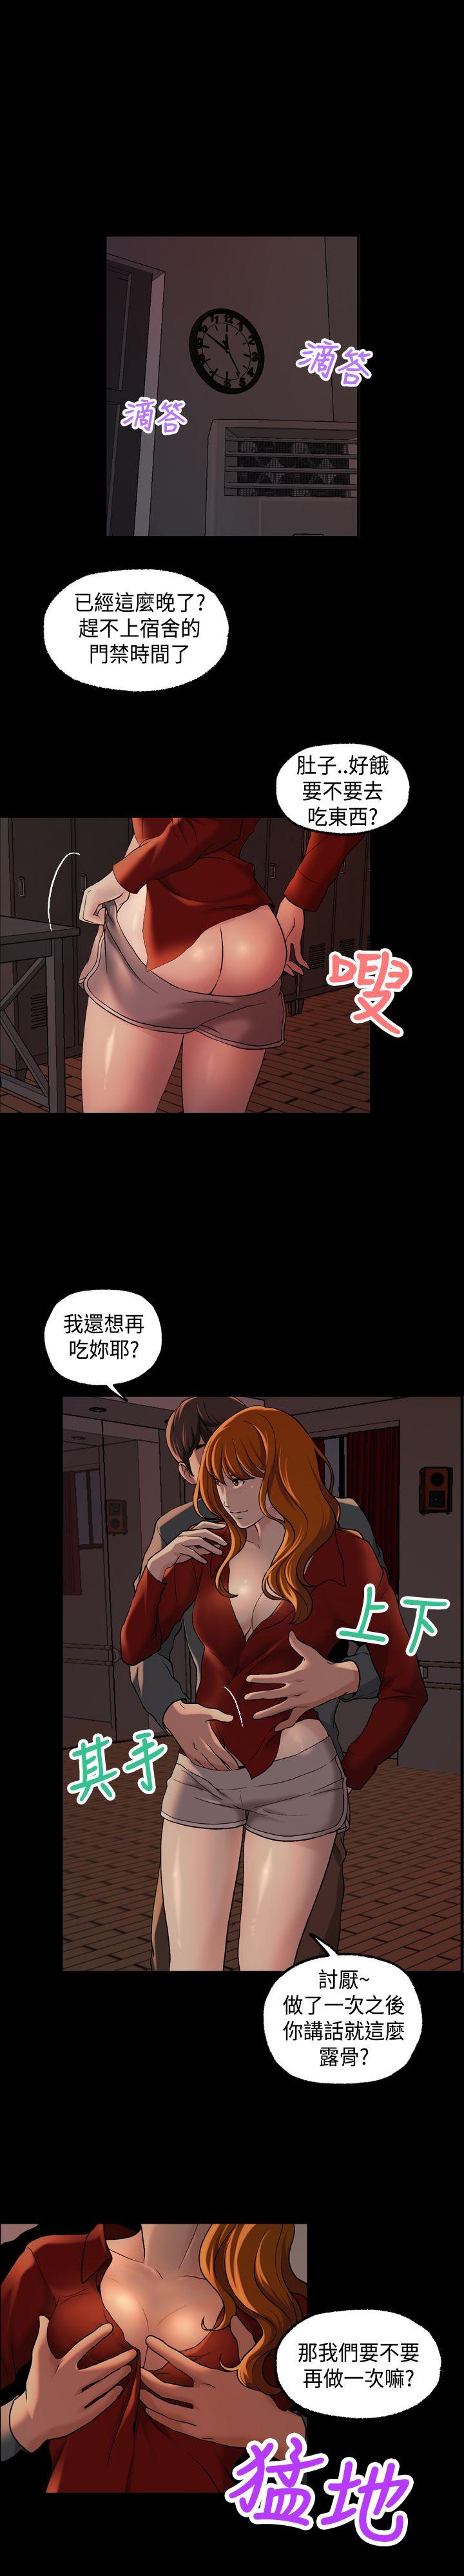 滴答
滴答
已經這麼晚了?
趕不上宿舍的
門禁時間了
肚子..好餓
要不要去
吃東西?
嗖
我還想再
吃妳耶?
上下
其手
討厭~
做了一次之後
你講話就這麼
露骨?
那我們要不要
再做一次嘛?
猛地